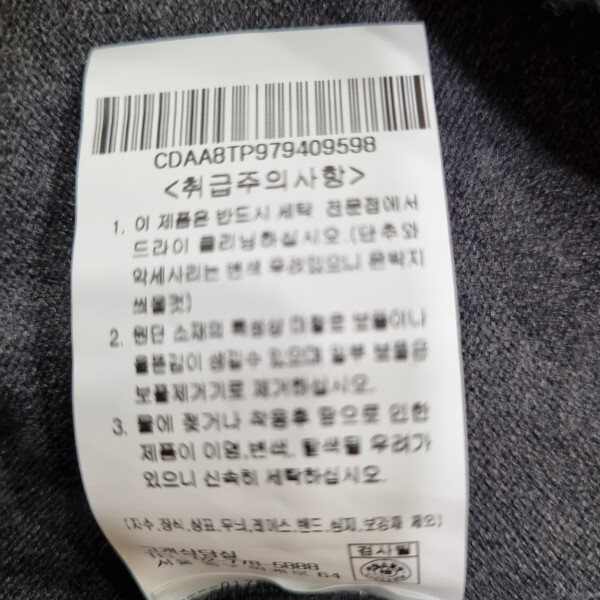 CDAA8TP979409598
<취급주의사항>
1. 이 제품은 반드시 세탁 전문점에서
드라이 클리닝하십시오.(단추와
악세사리는 변색 우려있으니 은박지
씌울것)
2. 원단 소재의 특성상 마찰로 보풀이나
올뜯김이 생길수 있으며 일부 보풀은
보풀제거기로 제거하십시오.
3. 물에 젖거나 착용후 땀으로 인한
제품이 이염,변색, 탈색될 우려가
있으니 신속히 세탁하십시오.
(자수,장식,상표,무늬,레이스,밴드,심지,보강재 제외)
고객상담실
검사필
64